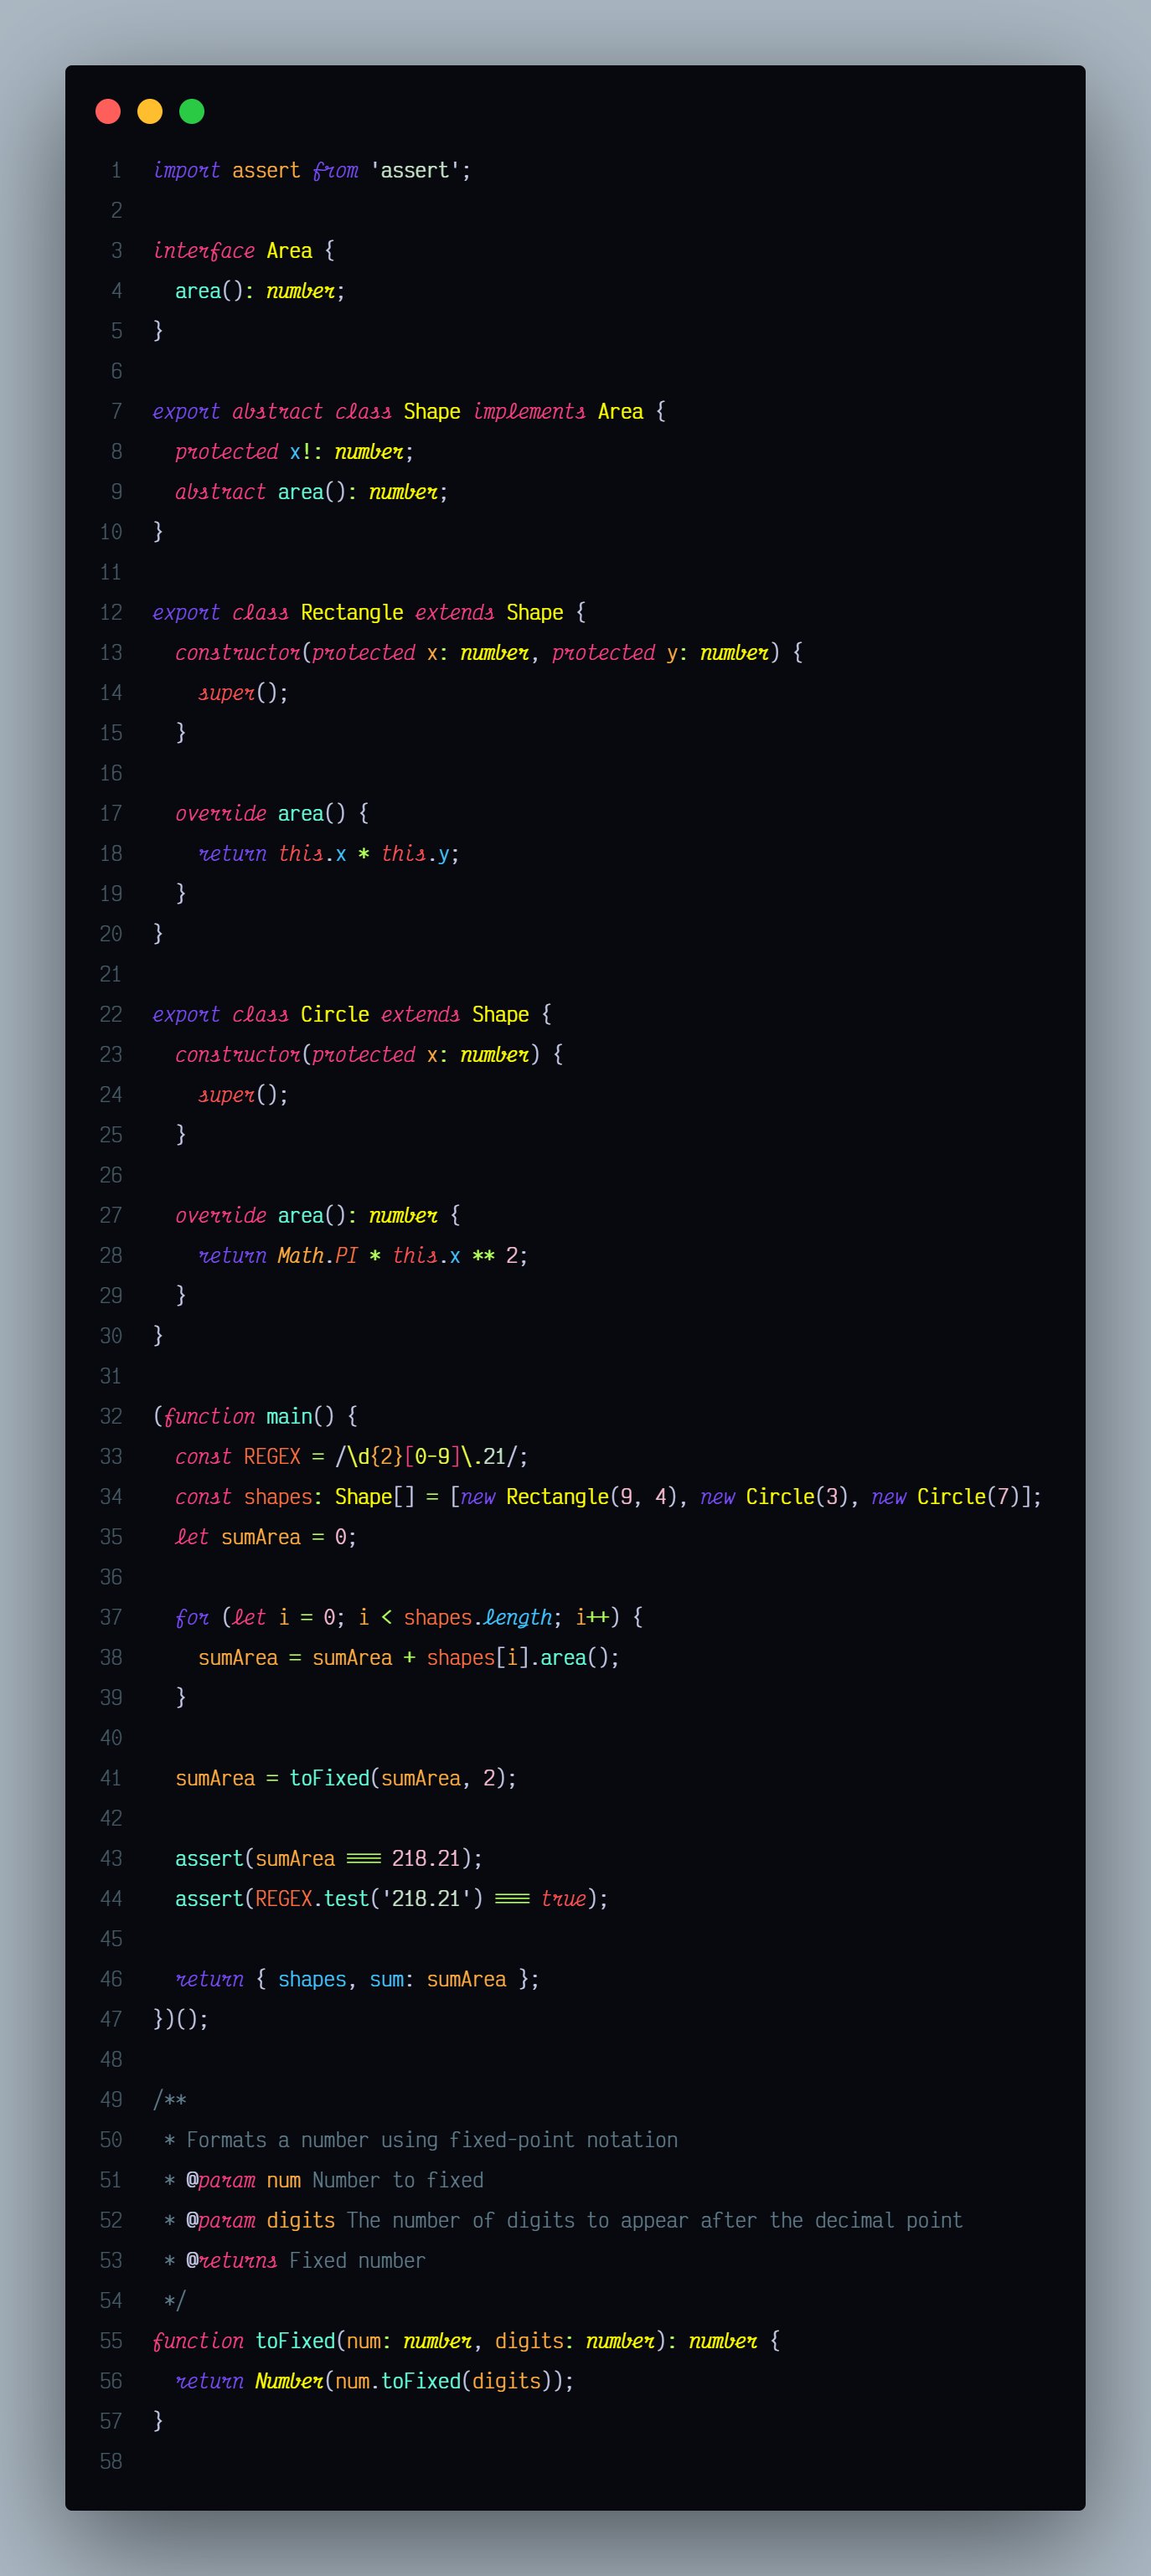 1 import assert from 'assert';
2
3 interface Area {
4   area(): number;
5 }
6
7 export abstract class Shape implements Area {
8   protected x!: number;
9   abstract area(): number;
10 }
11
12 export class Rectangle extends Shape {
13   constructor(protected x: number, protected y: number) {
14     super();
15   }
16
17   override area() {
18     return this.x * this.y;
19   }
20 }
21
22 export class Circle extends Shape {
23   constructor(protected x: number) {
24     super();
25   }
26
27   override area(): number {
28     return Math.PI * this.x ** 2;
29   }
30 }
31
32 (function main() {
33   const REGEX = /\d{2}[0-9]\.21/;
34   const shapes: Shape[] = [new Rectangle(9, 4), new Circle(3), new Circle(7)];
35   let sumArea = 0;
36
37   for (let i = 0; i < shapes.length; i++) {
38     sumArea = sumArea + shapes[i].area();
39   }
40
41   sumArea = toFixed(sumArea, 2);
42
43   assert(sumArea === 218.21);
44   assert(REGEX.test('218.21') === true);
45
46   return { shapes, sum: sumArea };
47 })();
48
49 /**
50  * Formats a number using fixed-point notation
51  * @param num Number to fixed
52  * @param digits The number of digits to appear after the decimal point
53  * @returns Fixed number
54  */
55 function toFixed(num: number, digits: number): number {
56   return Number(num.toFixed(digits));
57 }
58